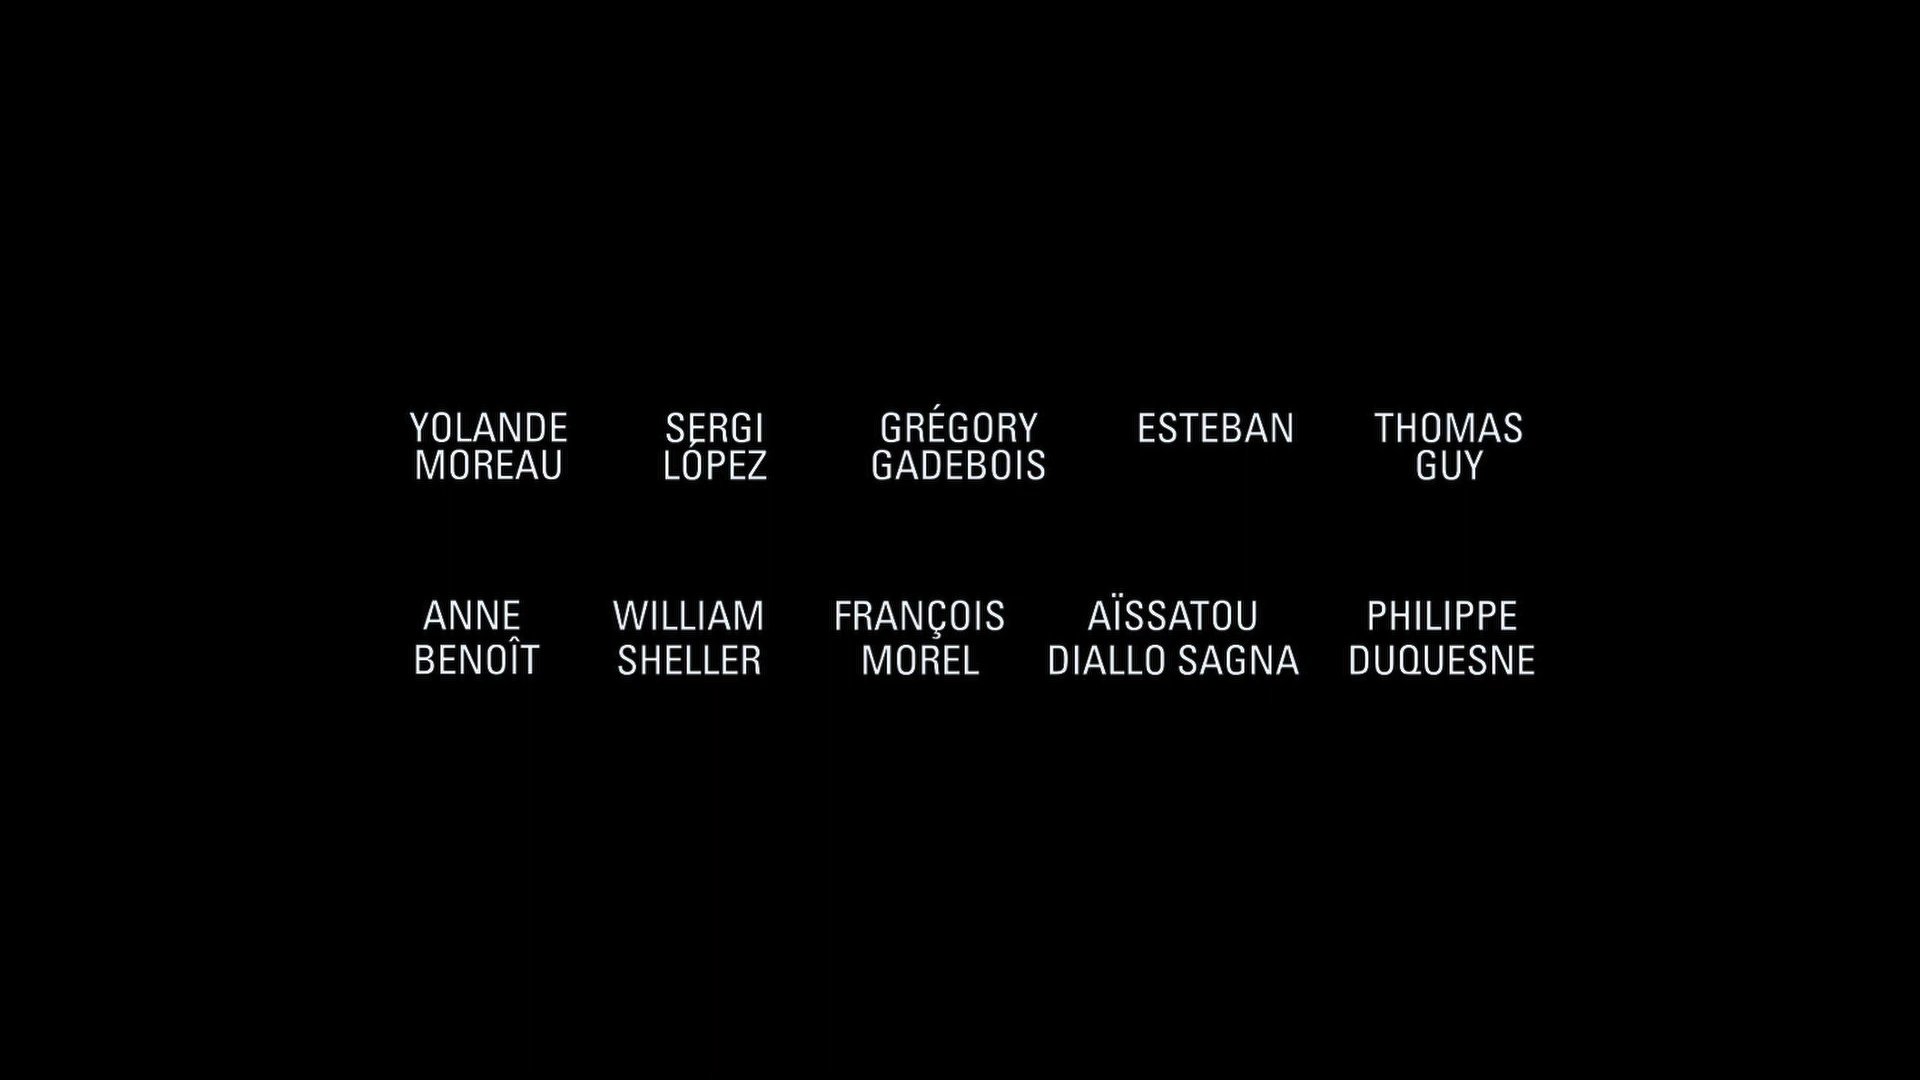 YOLANDE MOREAU
SERGI LÓPEZ
GRÉGORY GADEBOIS
ESTEBAN
THOMAS GUY
ANNE BENOÎT
WILLIAM SHELLER
FRANÇOIS MOREL
AÏSSATOU DIALLO SAGNA
PHILIPPE DUQUESNE